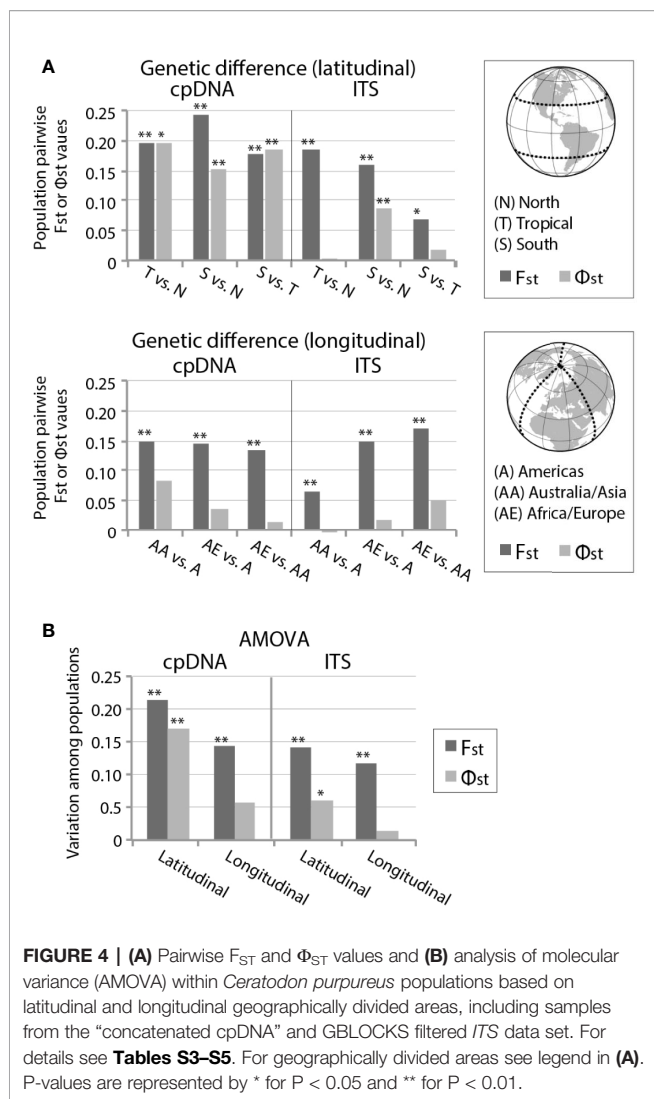 A
Genetic difference (latitudinal)
cpDNA
ITS
Population pairwise
Fst or Φst values
0.25
0.20
0.15
0.10
0.05
0
**
*
**
**
**
**
**
**
**
*
T vs. N
S vs. N
S vs. T
T vs. N
S vs. N
S vs. T
(N) North
(T) Tropical
(S) South
Fst
Φst
Genetic difference (longitudinal)
cpDNA
ITS
Population pairwise
Fst or Φst values
0.25
0.20
0.15
0.10
0.05
0
**
**
**
**
**
**
AA vs. A
AE vs. A
AE vs. AA
AA vs. A
AE vs. A
AE vs. AA
(A) Americas
(AA) Australia/Asia
(AE) Africa/Europe
Fst
Φst
B
AMOVA
cpDNA
ITS
Variation among populations
0.25
0.20
0.15
0.10
0.5
0
**
**
**
**
*
**
Latitudinal
Longitudinal
Latitudinal
Longitudinal
Fst
Φst
FIGURE 4 | (A) Pairwise FST and ΦST values and (B) analysis of molecular
variance (AMOVA) within Ceratodon purpureus populations based on
latitudinal and longitudinal geographically divided areas, including samples
from the “concatenated cpDNA” and GBLOCKS filtered ITS data set. For
details see Tables S3–S5. For geographically divided areas see legend in (A).
P-values are represented by * for P < 0.05 and ** for P < 0.01.